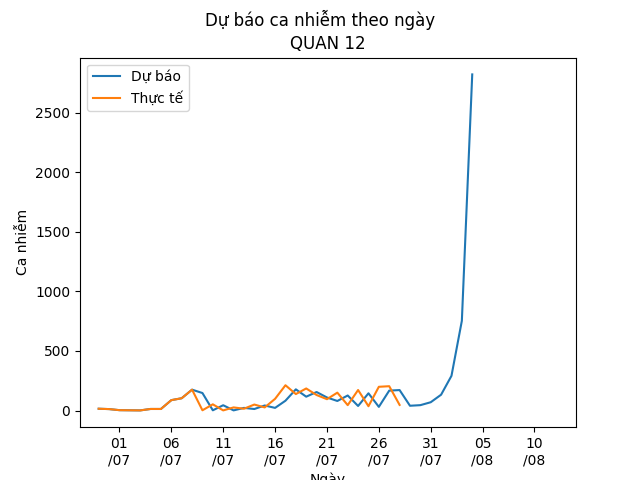 Dự báo ca nhiễm theo ngày
QUAN 12
Dự báo
Thực tế
Ca nhiễm
2500
2000
1500
1000
500
0
01 06 11 16 21 26 31 05 10
/07 /07 /07 /07 /07 /07 /07 /08 /08
Ngày